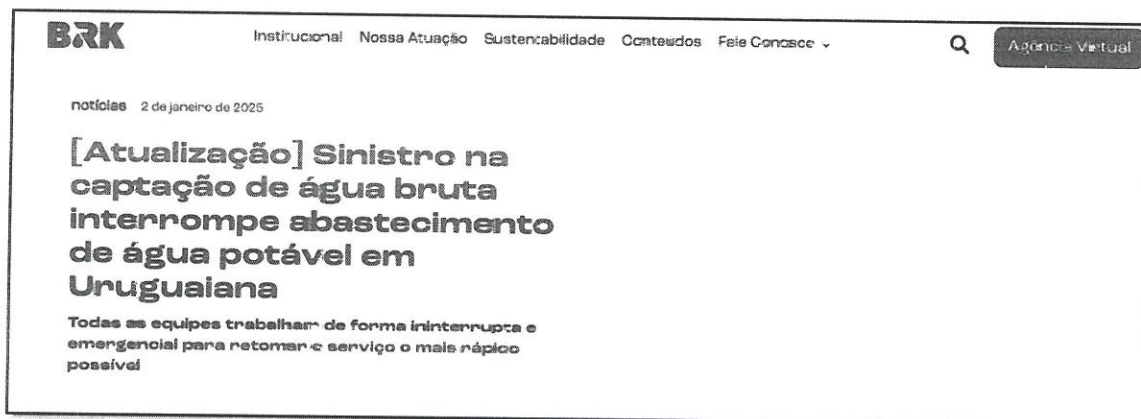 BRK
Institucional Nossa Atuação Sustentabilidade Conteúdos Fale Conosco
Agência Virtual
notícias 2 de janeiro de 2025
[Atualização] Sinistro na
captação de água bruta
interrompe abastecimento
de água potável em
Uruguaiana
Todas as equipes trabalham de forma ininterrupta e
emergencial para retomar o serviço o mais rápido
possível